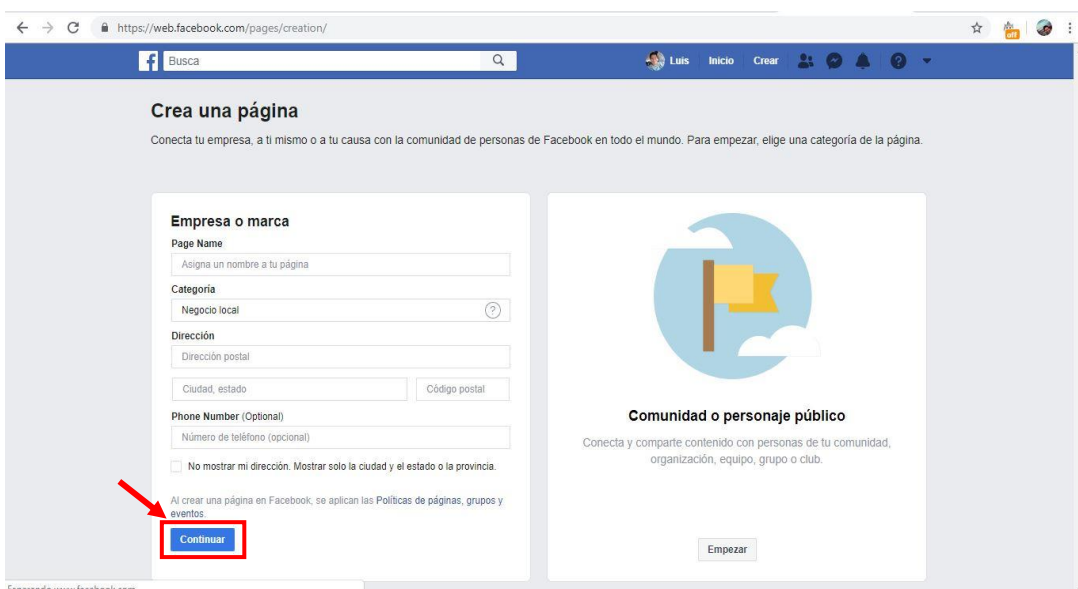 https://web.facebook.com/pages/creation/
off
f Busca
Luis Inicio Crear
Crea una página
Conecta tu empresa, a ti mismo o a tu causa con la comunidad de personas de Facebook en todo el mundo. Para empezar, elige una categoría de la página.
Empresa o marca
Page Name
Asigna un nombre a tu página
Categoría
Negocio local ?
Dirección
Dirección postal
Ciudad, estado Código postal
Phone Number (Optional)
Número de teléfono (opcional)
No mostrar mi dirección. Mostrar solo la ciudad y el estado o la provincia.
Al crear una página en Facebook, se aplican las Políticas de páginas, grupos y
eventos.
Continuar
Comunidad o personaje público
Conecta y comparte contenido con personas de tu comunidad,
organización, equipo, grupo o club.
Empezar